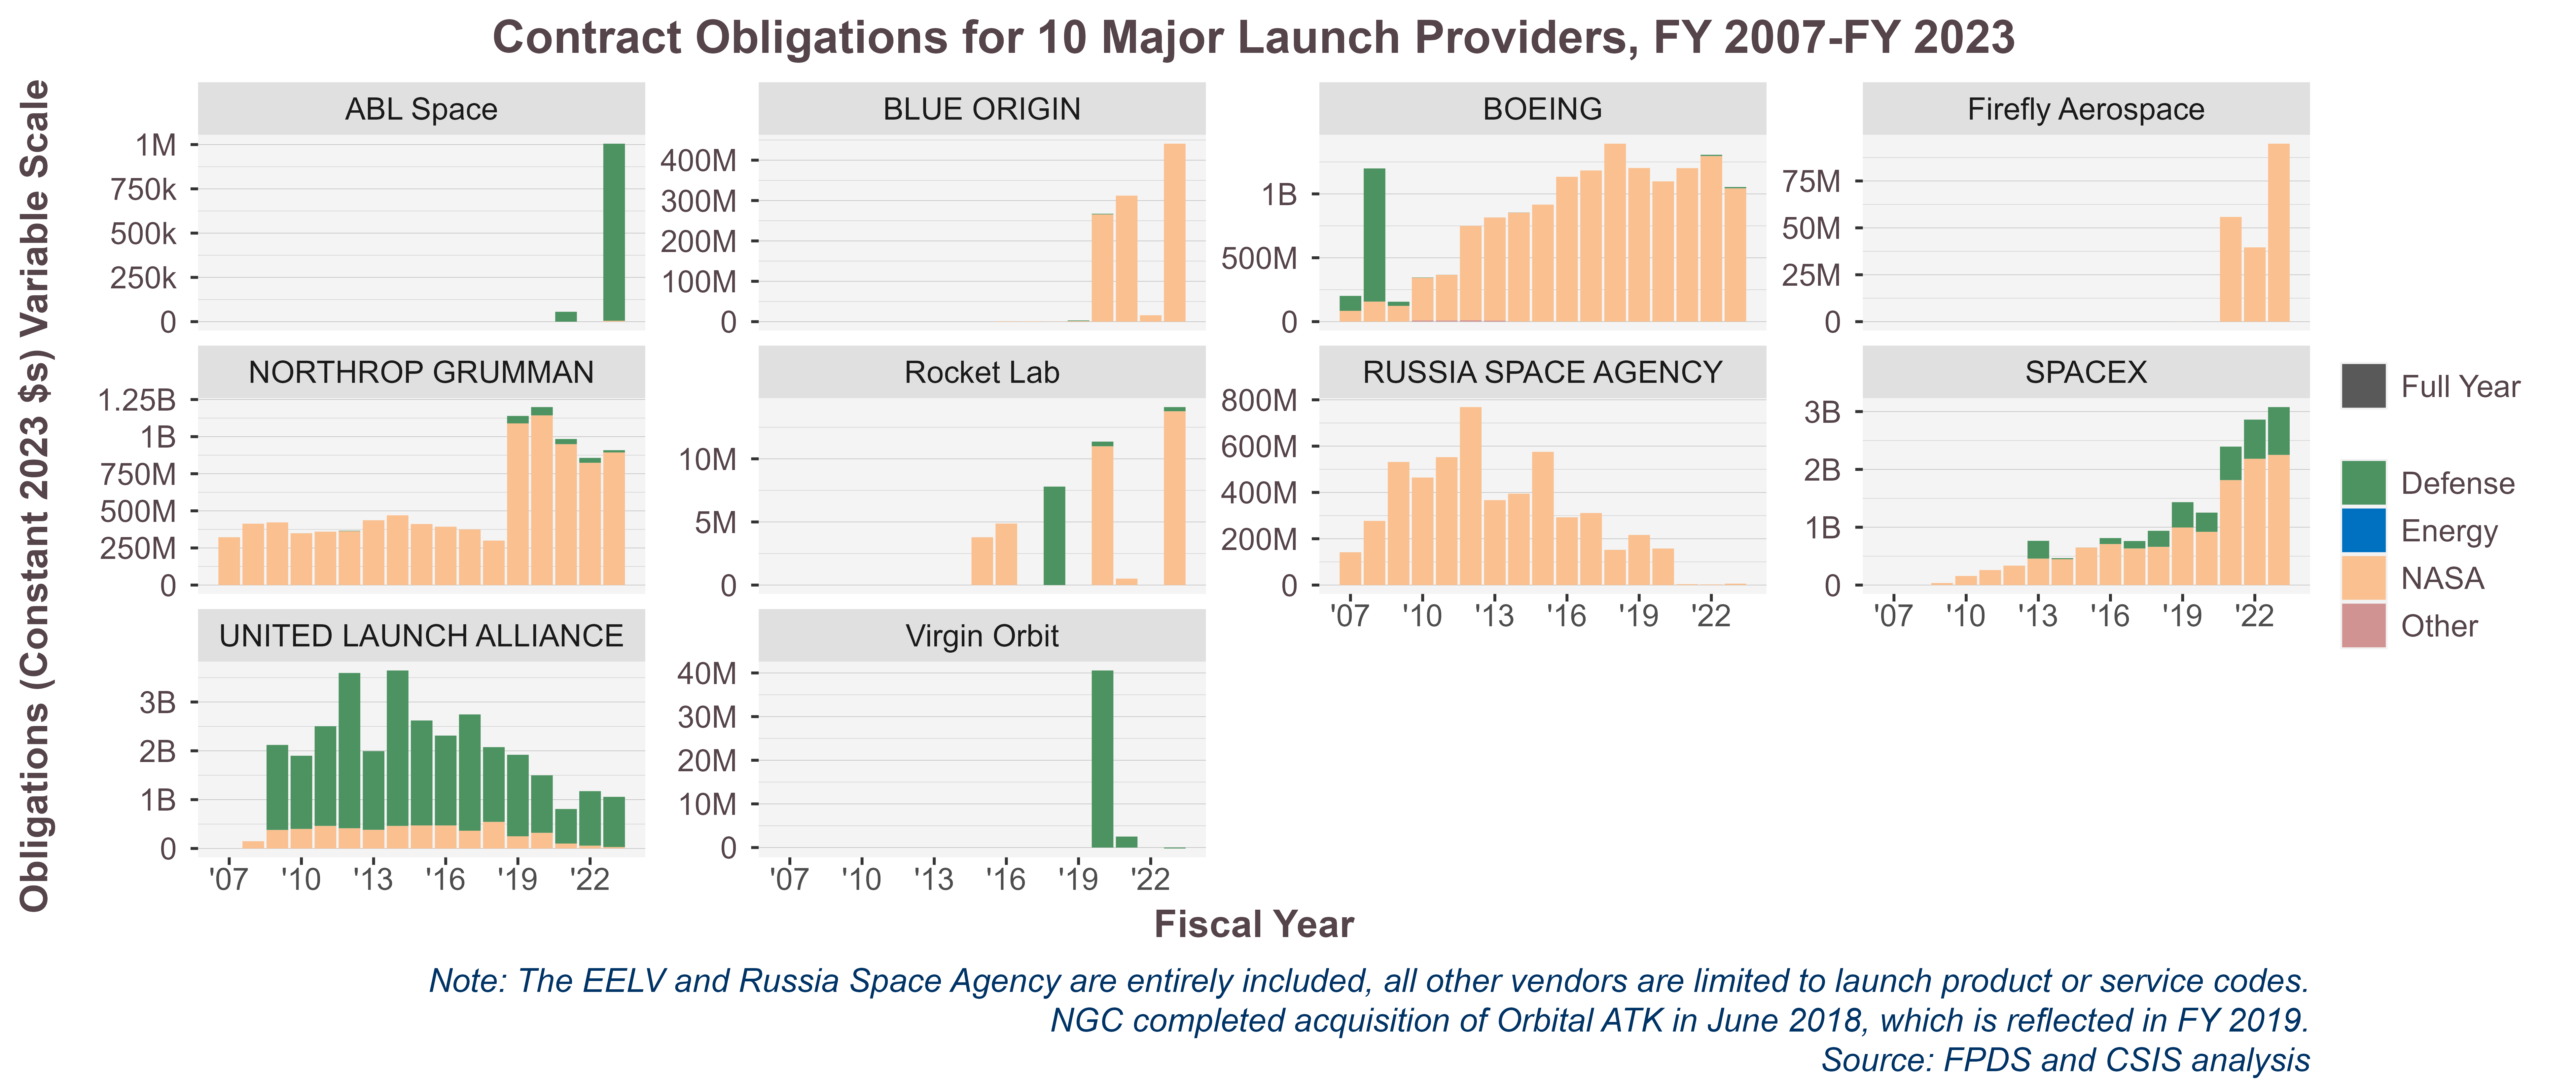 Contract Obligations for 10 Major Launch Providers, FY 2007-FY 2023
Obligations (Constant 2023 $s) Variable Scale
ABL Space
1M
750k
500k
250k
0
BLUE ORIGIN
400M
300M
200M
100M
0
BOEING
1B
500M
0
Firefly Aerospace
75M
50M
25M
0
NORTHROP GRUMMAN
1.25B
1B
750M
500M
250M
0
Rocket Lab
10M
5M
0
RUSSIA SPACE AGENCY
800M
600M
400M
200M
0
'07 '10 '13 '16 '19 '22
SPACEX
3B
2B
1B
0
'07 '10 '13 '16 '19 '22
UNITED LAUNCH ALLIANCE
3B
2B
1B
0
'07 '10 '13 '16 '19 '22
Virgin Orbit
40M
30M
20M
10M
0
'07 '10 '13 '16 '19 '22
Full Year
Defense
Energy
NASA
Other
Fiscal Year
Note: The EELV and Russia Space Agency are entirely included, all other vendors are limited to launch product or service codes.
NGC completed acquisition of Orbital ATK in June 2018, which is reflected in FY 2019.
Source: FPDS and CSIS analysis